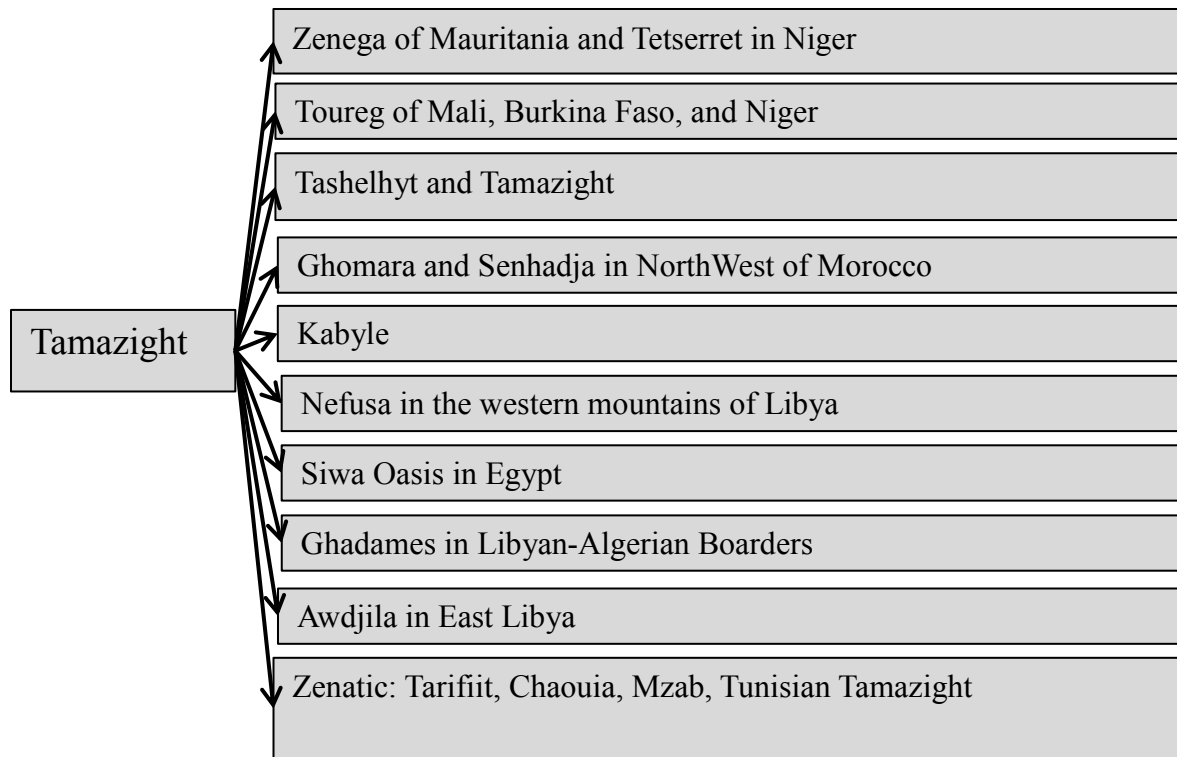 Zenega of Mauritania and Tetserret in Niger
Toureg of Mali, Burkina Faso, and Niger
Tashelhyt and Tamazight
Ghomara and Senhadja in NorthWest of Morocco
Tamazight
Kabyle
Nefusa in the western mountains of Libya
Siwa Oasis in Egypt
Ghadames in Libyan-Algerian Boarders
Awdjila in East Libya
Zenatic: Tarifiit, Chaouia, Mzab, Tunisian Tamazight